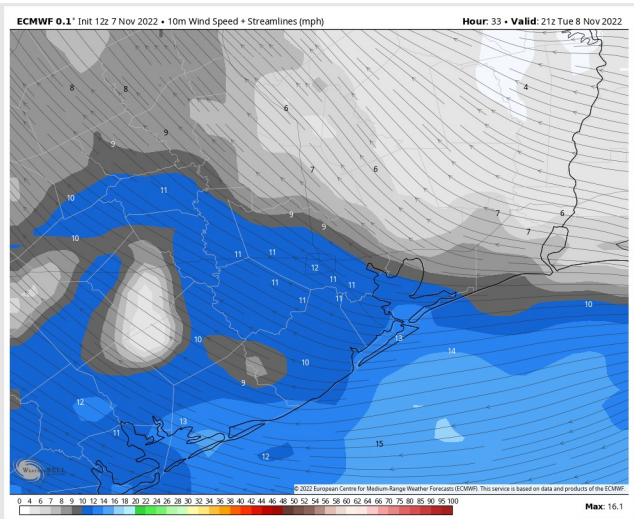 ECMWF 0.1° Init 12z 7 Nov 2022 • 10m Wind Speed + Streamlines (mph) Hour: 33 • Valid: 21z Tue 8 Nov 2022
8 8 4
6
9
9 7 6
11
10 9 7 6
9 7
10
11 11
12
11 11 11
11 11
10
10 13
14
10
9
12
13
11
15
12
WeatherBELL
© 2022 European Centre for Medium-Range Weather Forecasts (ECMWF). This service is based on data and products of the ECMWF.
0 4 6 7 8 9 10 12 14 15 16 18 20 22 24 26 28 30 32 34 36 38 40 42 44 46 48 50 52 54 56 58 60 62 64 66 68 70 75 80 85 90 95 100
Max: 16.1